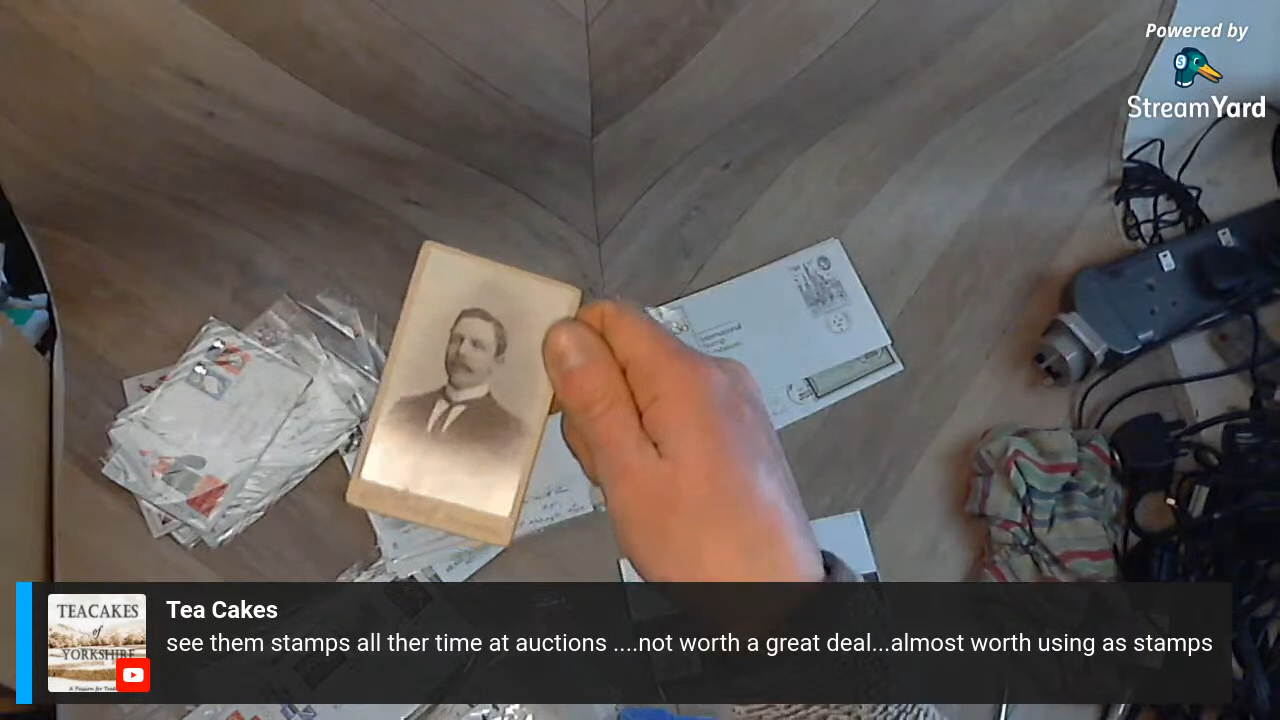 Powered by
StreamYard
International
Tea Cakes
see them stamps all ther time at auctions ....not worth a great deal...almost worth using as stamps
TEACAKES
of
YORKSHIRE